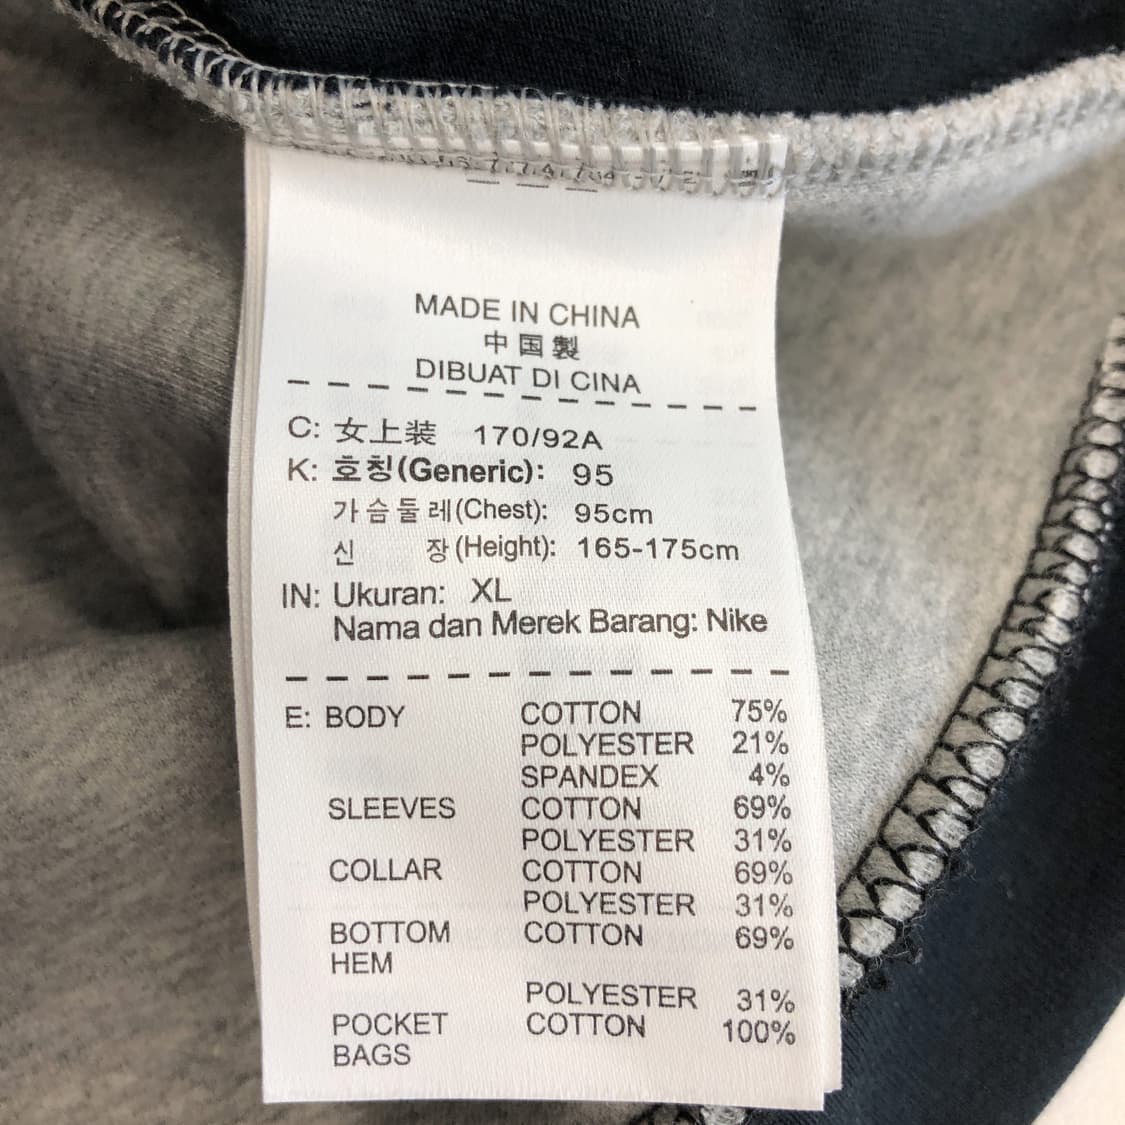 MADE IN CHINA
中国製
DIBUAT DI CINA
C: 女上装 170/92A
K: 호칭(Generic): 95
가슴둘레(Chest): 95cm
신 장(Height): 165-175cm
IN: Ukuran: XL
Nama dan Merek Barang: Nike
E: BODY COTTON 75%
POLYESTER 21%
SPANDEX 4%
SLEEVES COTTON 69%
POLYESTER 31%
COLLAR COTTON 69%
POLYESTER 31%
BOTTOM COTTON 69%
HEM
POLYESTER 31%
POCKET COTTON 100%
BAGS